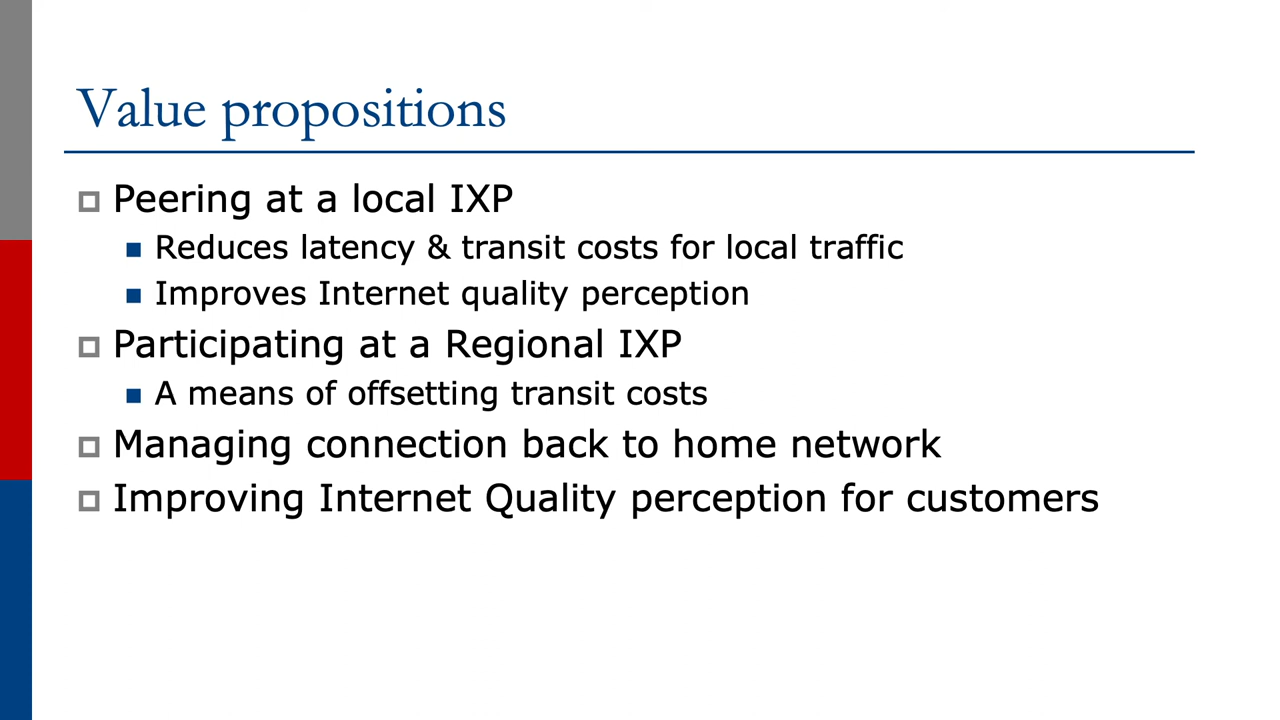 Value propositions
Peering at a local IXP
Reduces latency & transit costs for local traffic
Improves Internet quality perception
Participating at a Regional IXP
A means of offsetting transit costs
Managing connection back to home network
Improving Internet Quality perception for customers